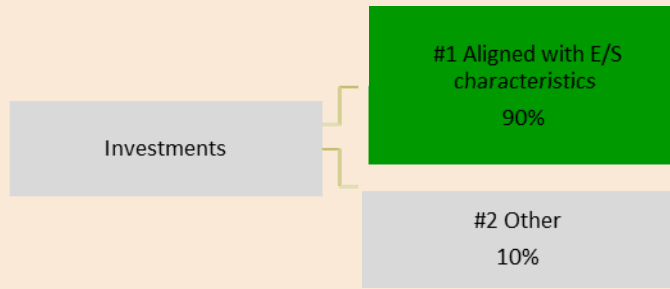 Investments
#1 Aligned with E/S
characteristics
90%
#2 Other
10%